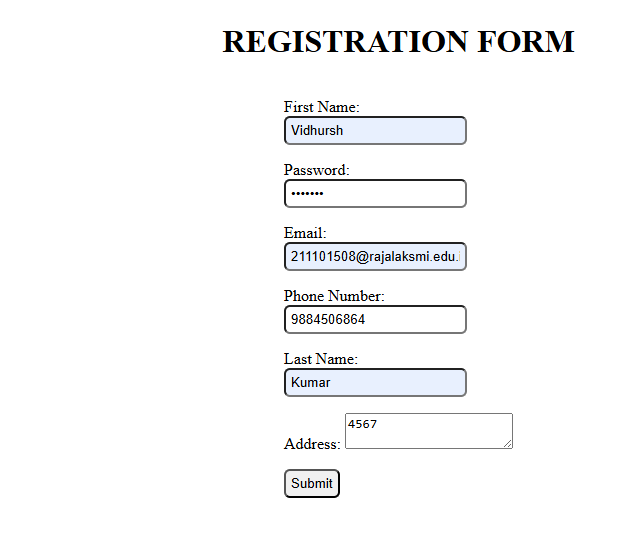 REGISTRATION FORM
First Name:
Vidhursh
Password:
•••••••
Email:
211101508@rajalaksmi.edu.
Phone Number:
9884506864
Last Name:
Kumar
Address: 4567
Submit